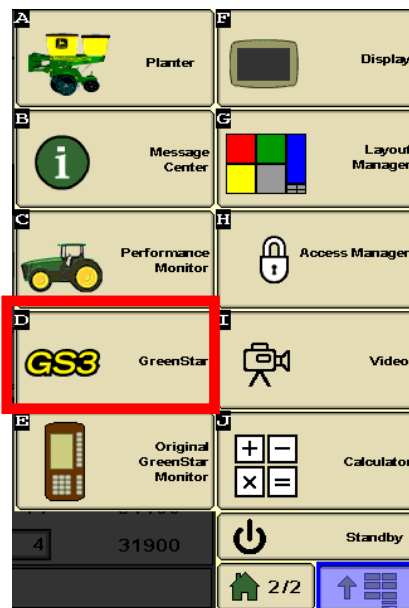 A
Planter
F
Display
B
i
Message
Center
G
Layout
Manager
C
Performance
Monitor
H
Access Manager
D
GS3
GreenStar
I
Video
E
Original
GreenStar
Monitor
J
Calculator
4
31900
Standby
2/2